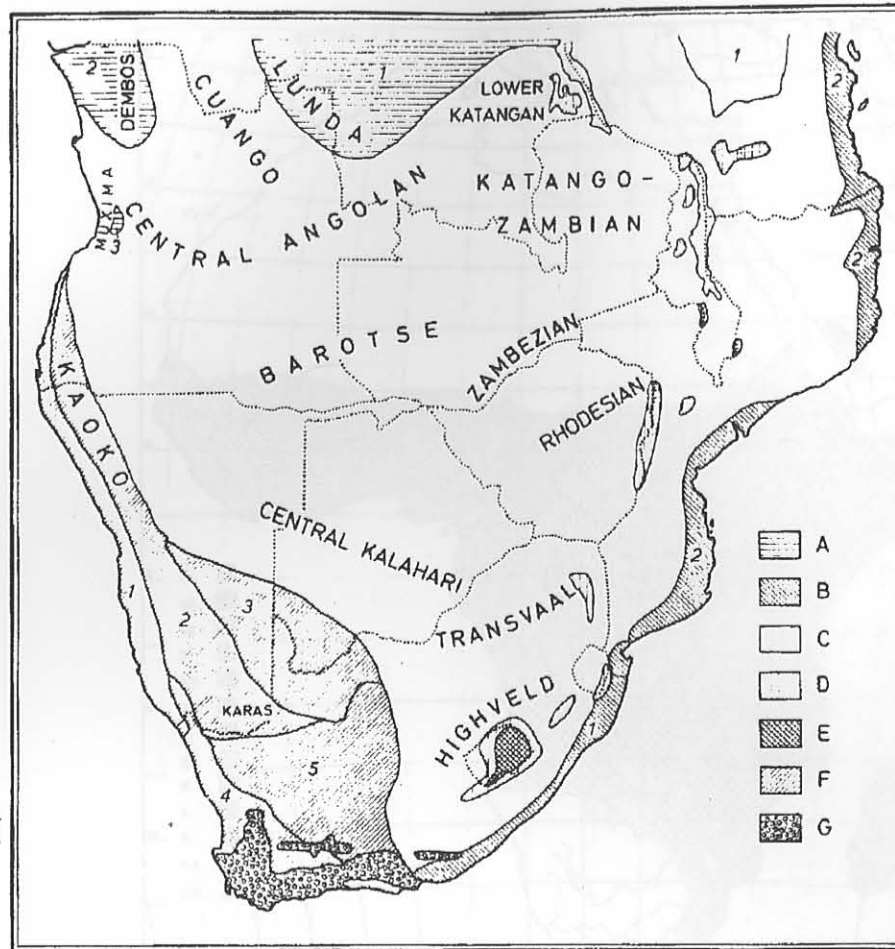 2
DEMBOS
CUANGO
LUNDA
1
LOWER
KATANGAN
1
2
MUXIMA
3
CENTRAL ANGOLAN
KATANGO-
ZAMBIAN
2
KAOKO
BAROTSE
ZAMBEZIAN
RHODESIAN
CENTRAL KALAHARI
2
1
2
3
TRANSVAAL
KARAS
HIGHVELD
1
5
4
A
B
C
D
E
F
G